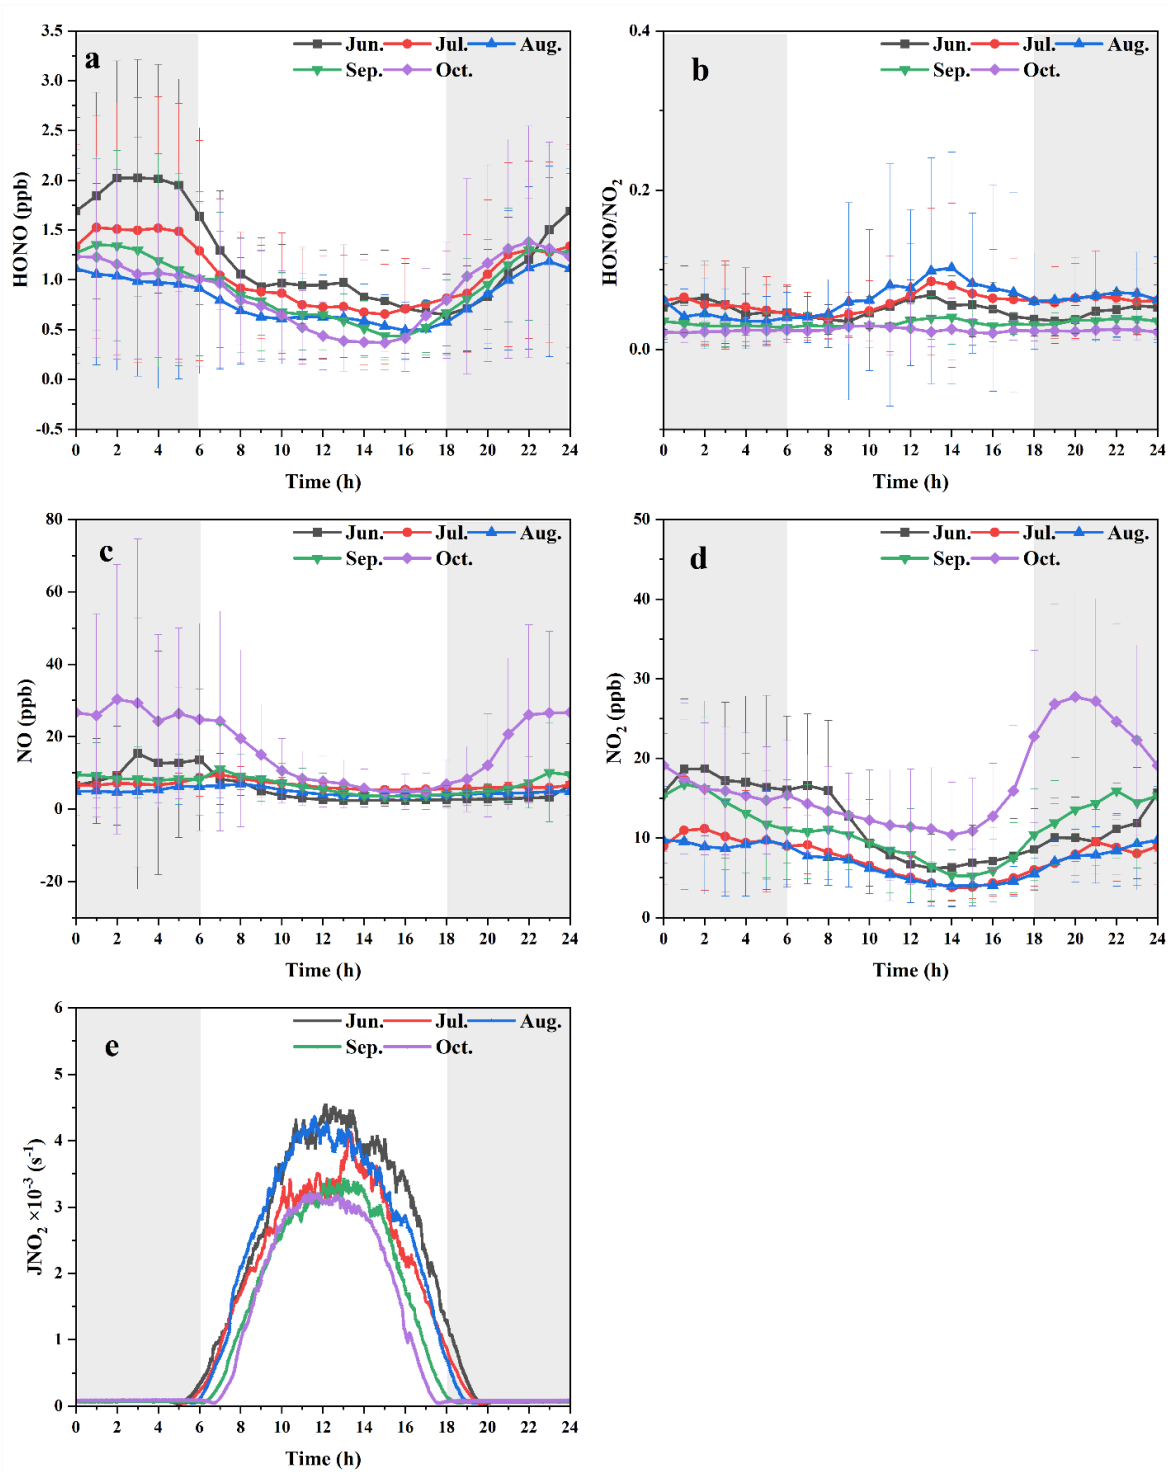 a
Jun.
Jul.
Aug.
Sep.
Oct.
3.5
3.0
2.5
2.0
1.5
1.0
0.5
0.0
-0.5
HONO (ppb)
0 2 4 6 8 10 12 14 16 18 20 22 24
Time (h)
b
Jun.
Jul.
Aug.
Sep.
Oct.
0.4
0.2
0.0
HONO/NO₂
0 2 4 6 8 10 12 14 16 18 20 22 24
Time (h)
c
Jun.
Jul.
Aug.
Sep.
Oct.
80
60
40
20
0
-20
NO (ppb)
0 2 4 6 8 10 12 14 16 18 20 22 24
Time (h)
d
Jun.
Jul.
Aug.
Sep.
Oct.
50
40
30
20
10
0
NO₂ (ppb)
0 2 4 6 8 10 12 14 16 18 20 22 24
Time (h)
e
Jun.
Jul.
Aug.
Sep.
Oct.
6
5
4
3
2
1
0
JNO₂ ×10⁻³ (s⁻¹)
0 2 4 6 8 10 12 14 16 18 20 22 24
Time (h)